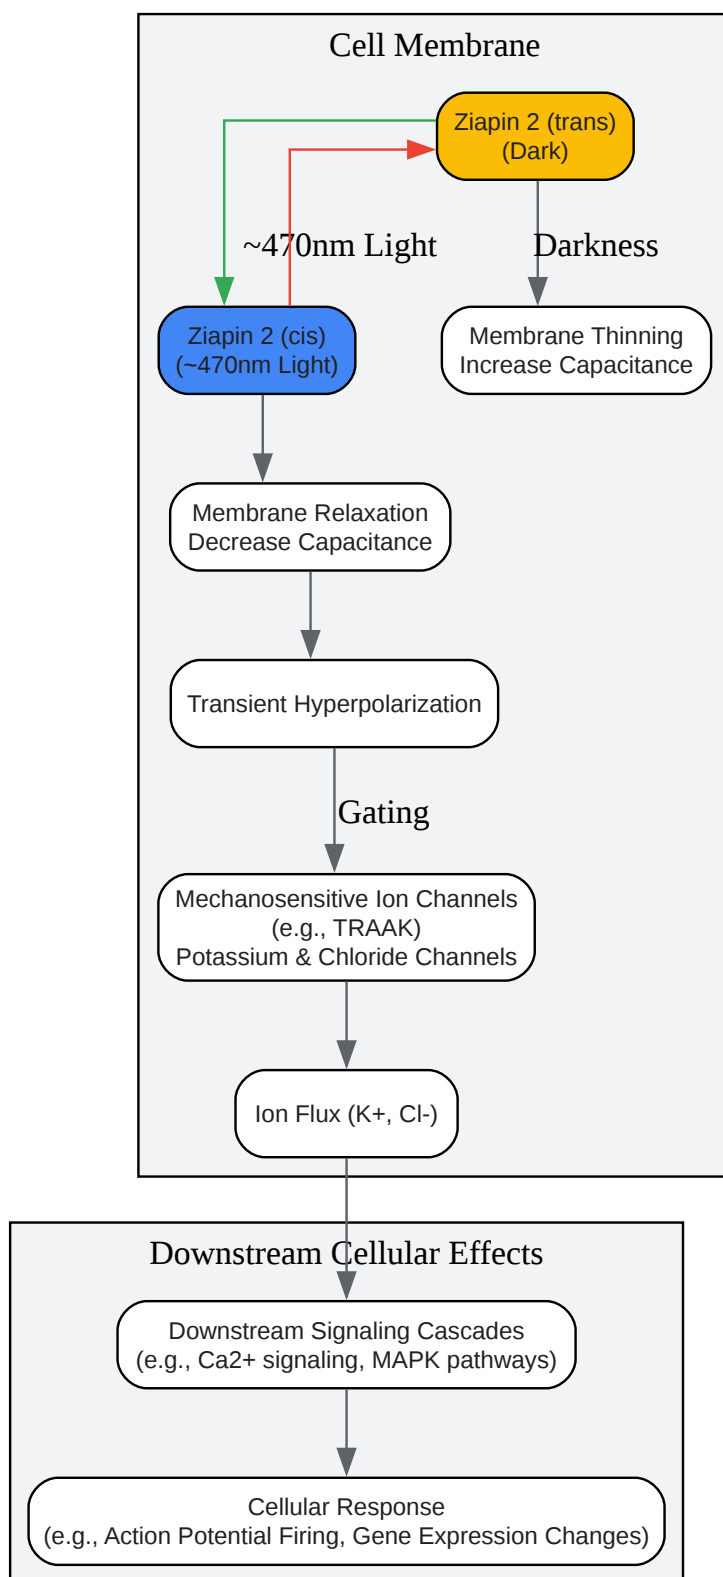 Cell Membrane
Ziapin 2 (trans)
(Dark)
~470nm Light
Darkness
Ziapin 2 (cis)
(~470nm Light)
Membrane Thinning
Increase Capacitance
Membrane Relaxation
Decrease Capacitance
Transient Hyperpolarization
Gating
Mechanosensitive Ion Channels
(e.g., TRAAK)
Potassium & Chloride Channels
Ion Flux (K+, Cl-)
Downstream Cellular Effects
Downstream Signaling Cascades
(e.g., Ca2+ signaling, MAPK pathways)
Cellular Response
(e.g., Action Potential Firing, Gene Expression Changes)